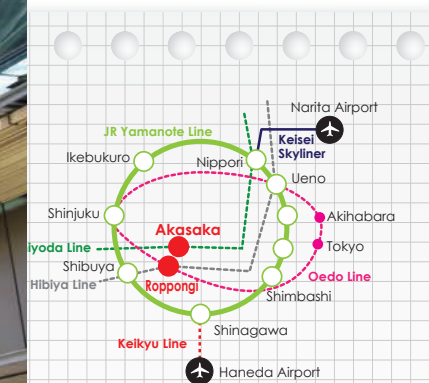 Narita Airport
JR Yamanote Line
Keisei
Skyliner
Ikebukuro
Nippori
Ueno
Shinjuku
Akihabara
Akasaka
iyoda Line
Tokyo
Shibuya
Oedo Line
Hibiya Line
Roppongi
Shimbashi
Shinagawa
Keikyu Line
Haneda Airport